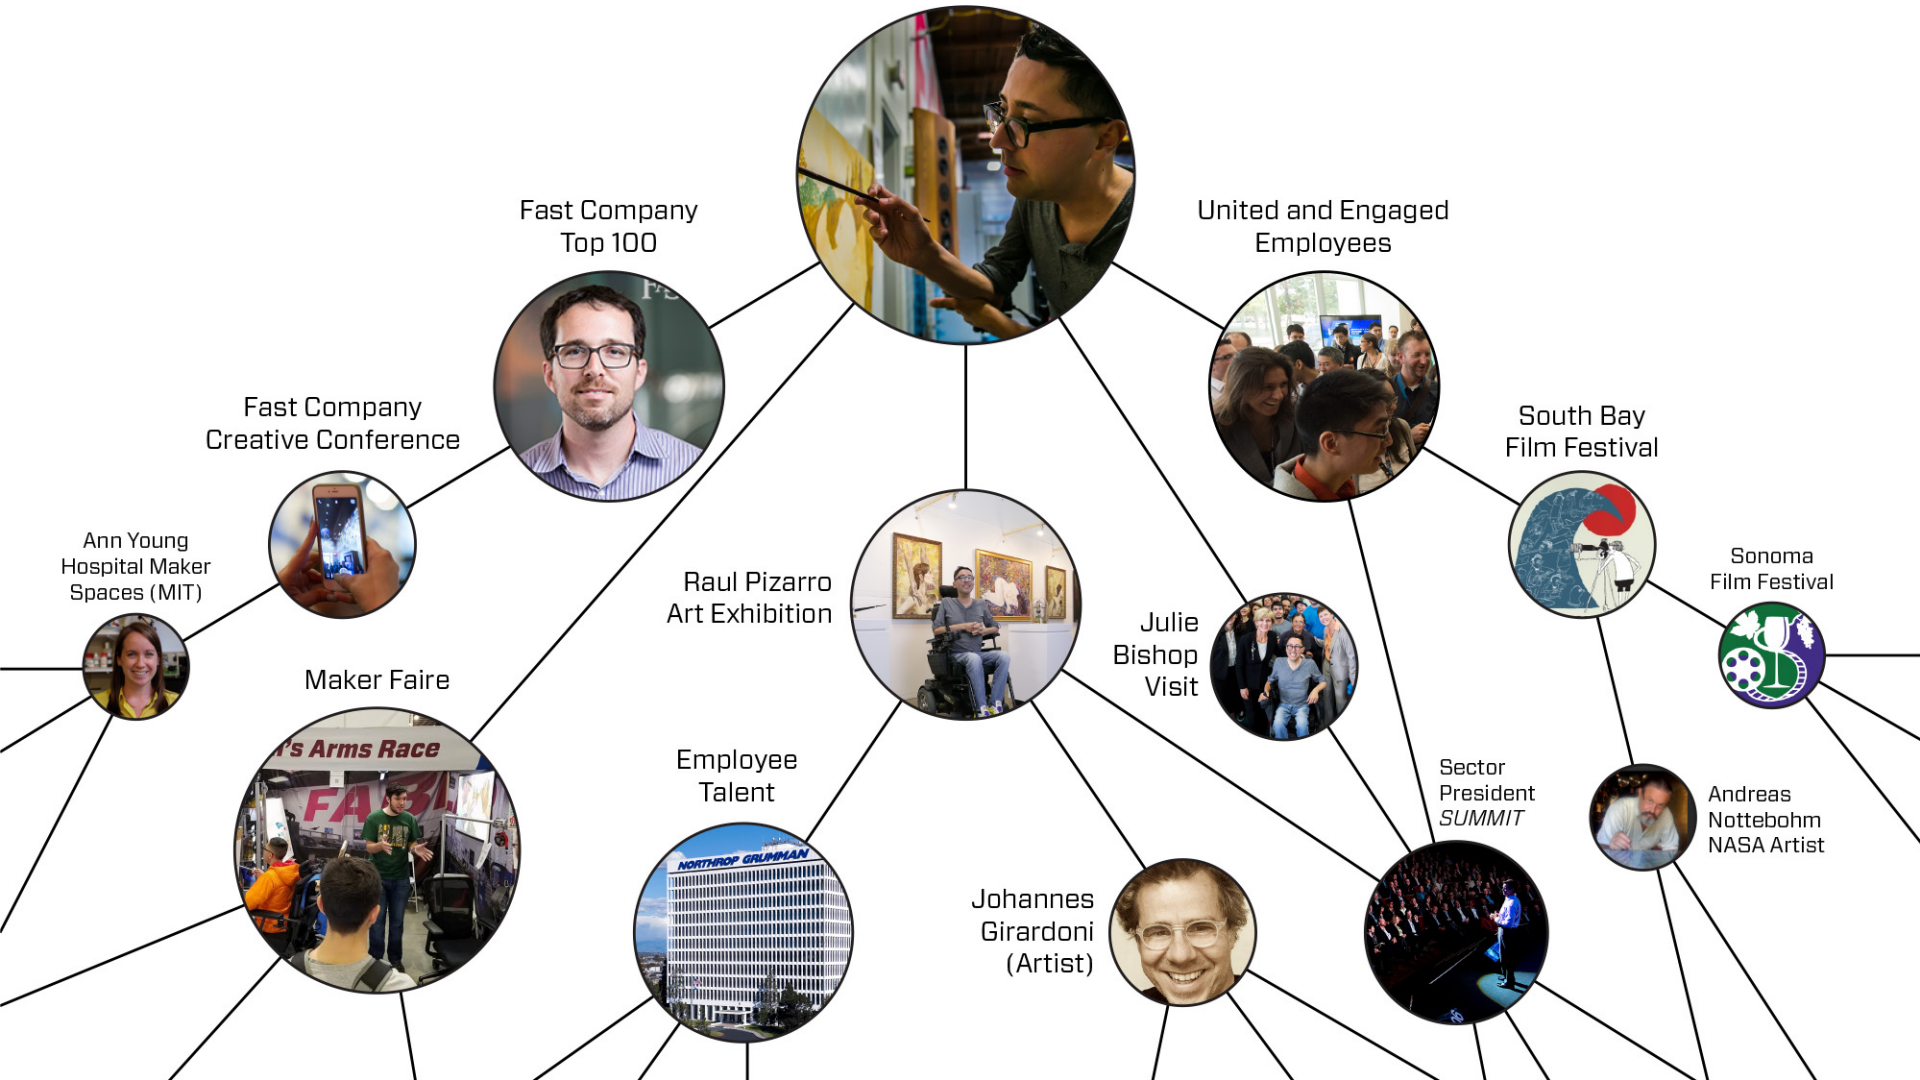 Fast Company
Top 100
United and Engaged
Employees
Fast Company
Creative Conference
South Bay
Film Festival
Ann Young
Hospital Maker
Spaces (MIT)
Sonoma
Film Festival
Raul Pizarro
Art Exhibition
Julie
Bishop
Visit
Maker Faire
's Arms Race
FAB
Employee
Talent
NORTHROP GRUMMAN
Sector
President
SUMMIT
Andreas
Nottebohm
NASA Artist
Johannes
Girardoni
(Artist)